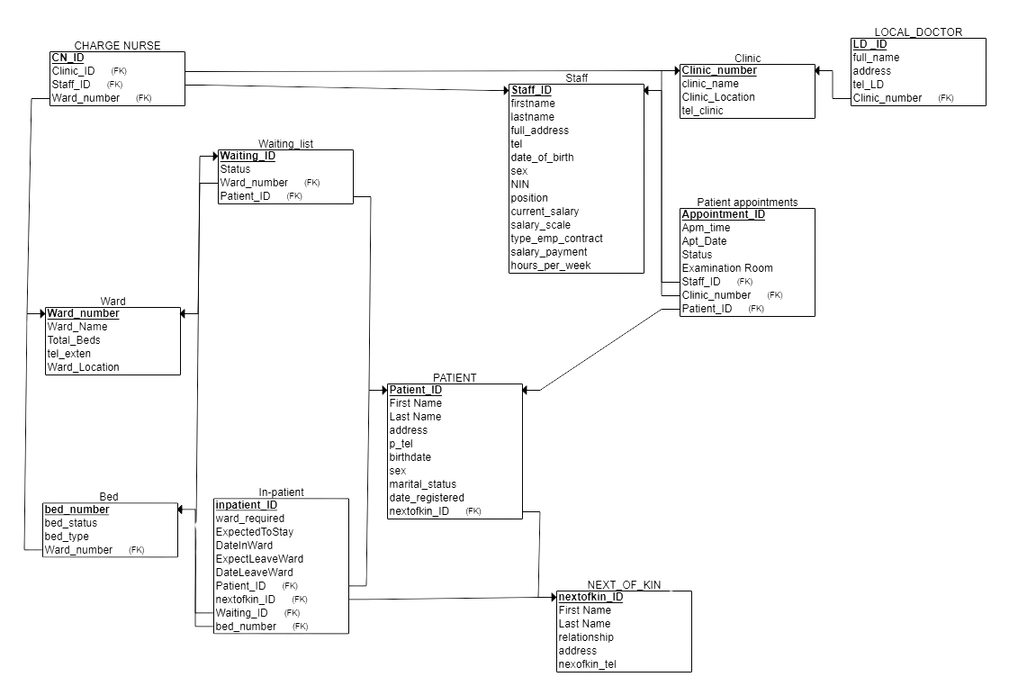 CHARGE NURSE
CN_ID
Clinic_ID (FK)
Staff_ID (FK)
Ward_number (FK)
LOCAL_DOCTOR
LD _ID
full_name
address
tel_LD
Clinic_number (FK)
Clinic
Clinic_number
clinic_name
Clinic_Location
tel_clinic
Staff
Staff_ID
firstname
lastname
full_address
tel
date_of_birth
sex
NIN
position
current_salary
salary_scale
type_emp_contract
salary_payment
hours_per_week
Waiting_list
Waiting_ID
Status
Ward_number (FK)
Patient_ID (FK)
Patient appointments
Appointment_ID
Apm_time
Apt_Date
Status
Examination Room
Staff_ID (FK)
Clinic_number (FK)
Patient_ID (FK)
Ward
Ward_number
Ward_Name
Total_Beds
tel_exten
Ward_Location
PATIENT
Patient_ID
First Name
Last Name
address
p_tel
birthdate
sex
marital_status
date_registered
nextofkin_ID (FK)
Bed
bed_number
bed_status
bed_type
Ward_number (FK)
In-patient
inpatient_ID
ward_required
ExpectedToStay
DateInWard
ExpectLeaveWard
DateLeaveWard
Patient_ID (FK)
nextofkin_ID (FK)
Waiting_ID (FK)
bed_number (FK)
NEXT_OF_KIN
nextofkin_ID
First Name
Last Name
relationship
address
nexofkin_tel